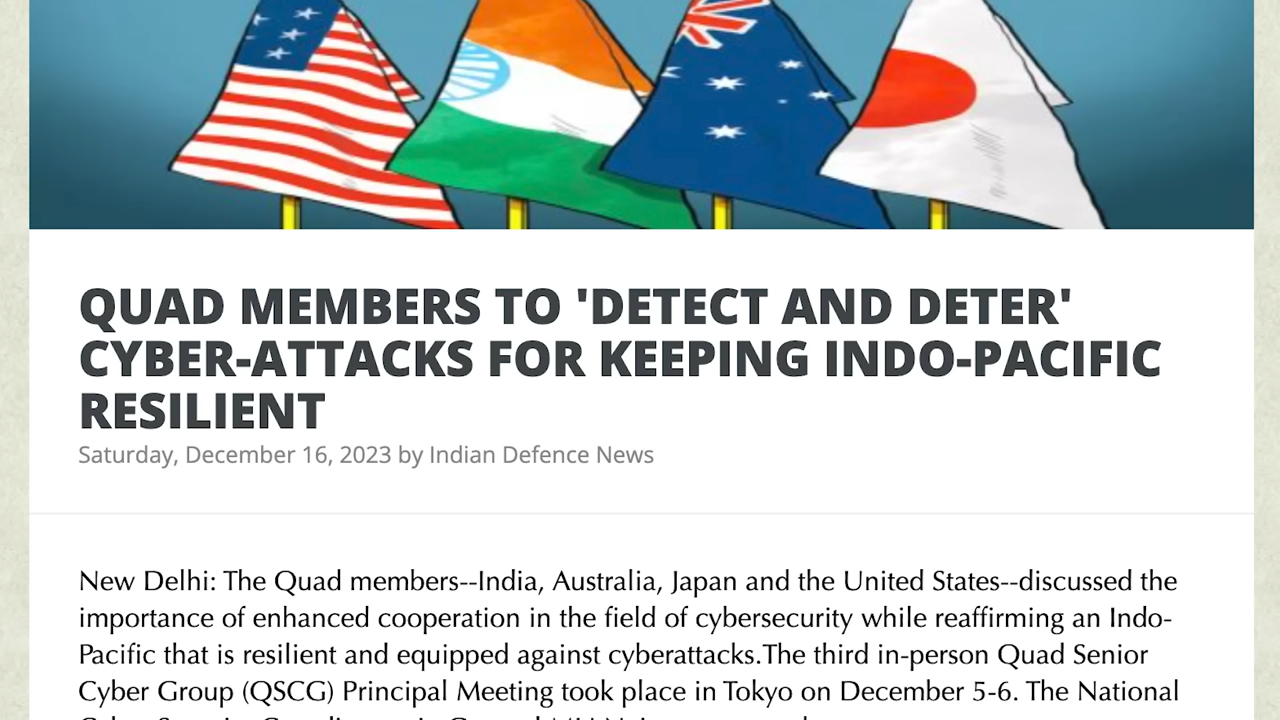 QUAD MEMBERS TO 'DETECT AND DETER'
CYBER-ATTACKS FOR KEEPING INDO-PACIFIC
RESILIENT
Saturday, December 16, 2023 by Indian Defence News
New Delhi: The Quad members--India, Australia, Japan and the United States--discussed the
importance of enhanced cooperation in the field of cybersecurity while reaffirming an Indo-
Pacific that is resilient and equipped against cyberattacks.The third in-person Quad Senior
Cyber Group (QSCG) Principal Meeting took place in Tokyo on December 5-6. The National